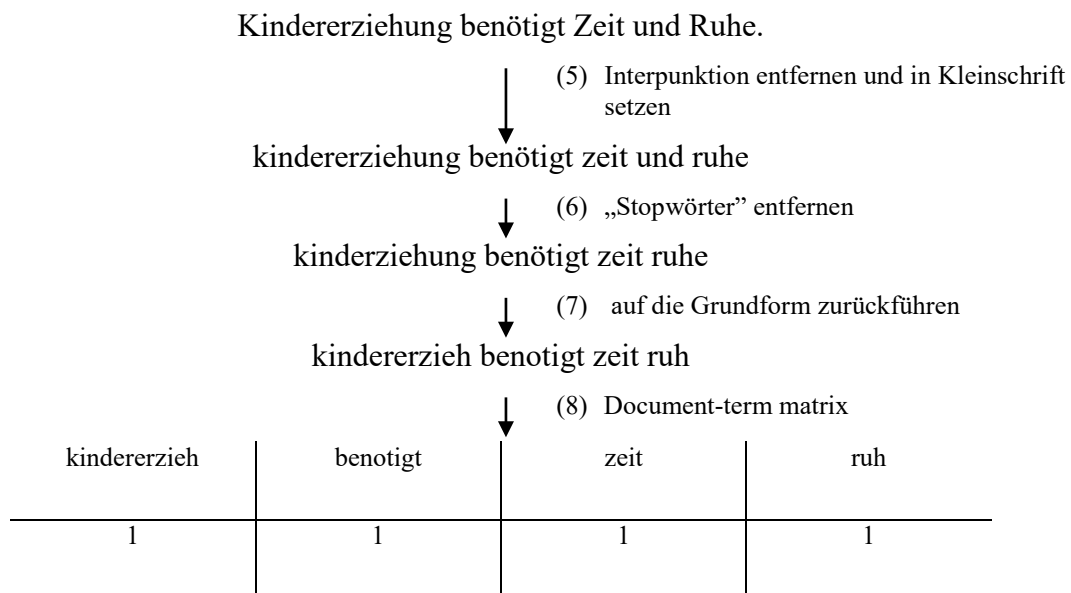 Kindererziehung benötigt Zeit und Ruhe.
(5) Interpunktion entfernen und in Kleinschrift
setzen
kindererziehung benötigt zeit und ruhe
(6) „Stopwörter” entfernen
kinderziehung benötigt zeit ruhe
(7) auf die Grundform zurückführen
kindererzieh benotigt zeit ruh
(8) Document-term matrix
kindererzieh benotigt zeit ruh
1 1 1 1